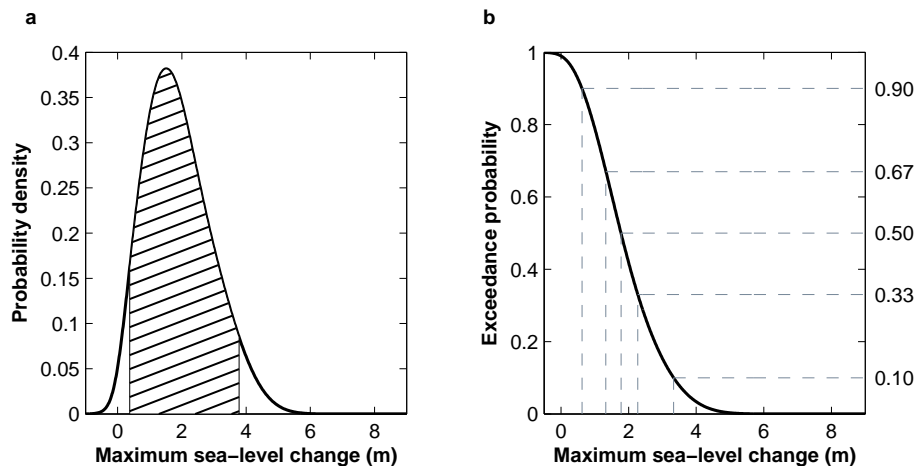 a
0.4
0.35
0.3
0.25
0.2
0.15
0.1
0.05
0
0 2 4 6 8
Probability density
Maximum sea−level change (m)
b
1
0.8
0.6
0.4
0.2
0
0 2 4 6 8
Exceedance probability
Maximum sea−level change (m)
0.90
0.67
0.50
0.33
0.10